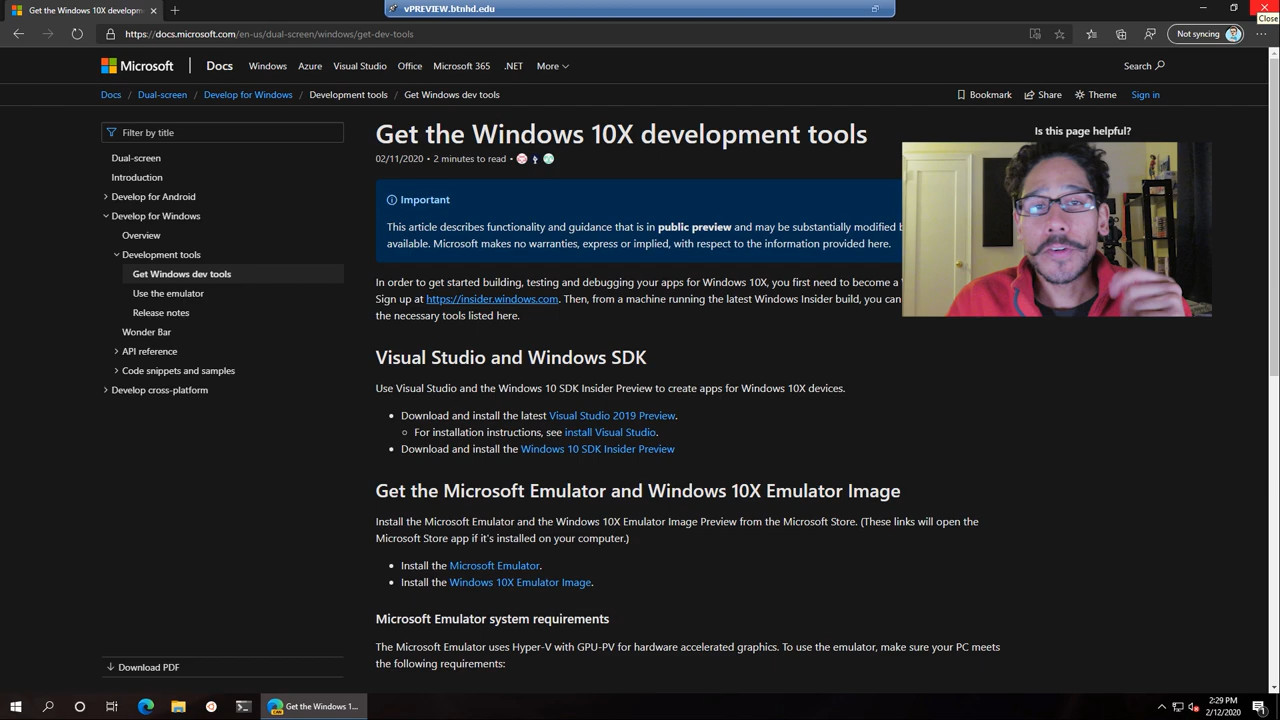 Get the Windows 10X developm
vPREVIEW.btnhd.edu
Close
https://docs.microsoft.com/en-us/dual-screen/windows/get-dev-tools
Not syncing
Microsoft
Docs
Windows
Azure
Visual Studio
Office
Microsoft 365
.NET
More
Search
Docs / Dual-screen / Develop for Windows / Development tools / Get Windows dev tools
Bookmark
Share
Theme
Sign in
Filter by title
Dual-screen
Introduction
Develop for Android
Develop for Windows
Overview
Development tools
Get Windows dev tools
Use the emulator
Release notes
Wonder Bar
API reference
Code snippets and samples
Develop cross-platform
Download PDF
Get the Windows 10X development tools
02/11/2020 • 2 minutes to read •
Is this page helpful?
Important
This article describes functionality and guidance that is in public preview and may be substantially modified b
available. Microsoft makes no warranties, express or implied, with respect to the information provided here.
In order to get started building, testing and debugging your apps for Windows 10X, you first need to become a
Sign up at https://insider.windows.com. Then, from a machine running the latest Windows Insider build, you can
the necessary tools listed here.
Visual Studio and Windows SDK
Use Visual Studio and the Windows 10 SDK Insider Preview to create apps for Windows 10X devices.
• Download and install the latest Visual Studio 2019 Preview.
○ For installation instructions, see install Visual Studio.
• Download and install the Windows 10 SDK Insider Preview
Get the Microsoft Emulator and Windows 10X Emulator Image
Install the Microsoft Emulator and the Windows 10X Emulator Image Preview from the Microsoft Store. (These links will open the
Microsoft Store app if it's installed on your computer.)
• Install the Microsoft Emulator.
• Install the Windows 10X Emulator Image.
Microsoft Emulator system requirements
The Microsoft Emulator uses Hyper-V with GPU-PV for hardware accelerated graphics. To use the emulator, make sure your PC meets
the following requirements:
Get the Windows 1...
2:29 PM
2/12/2020
1